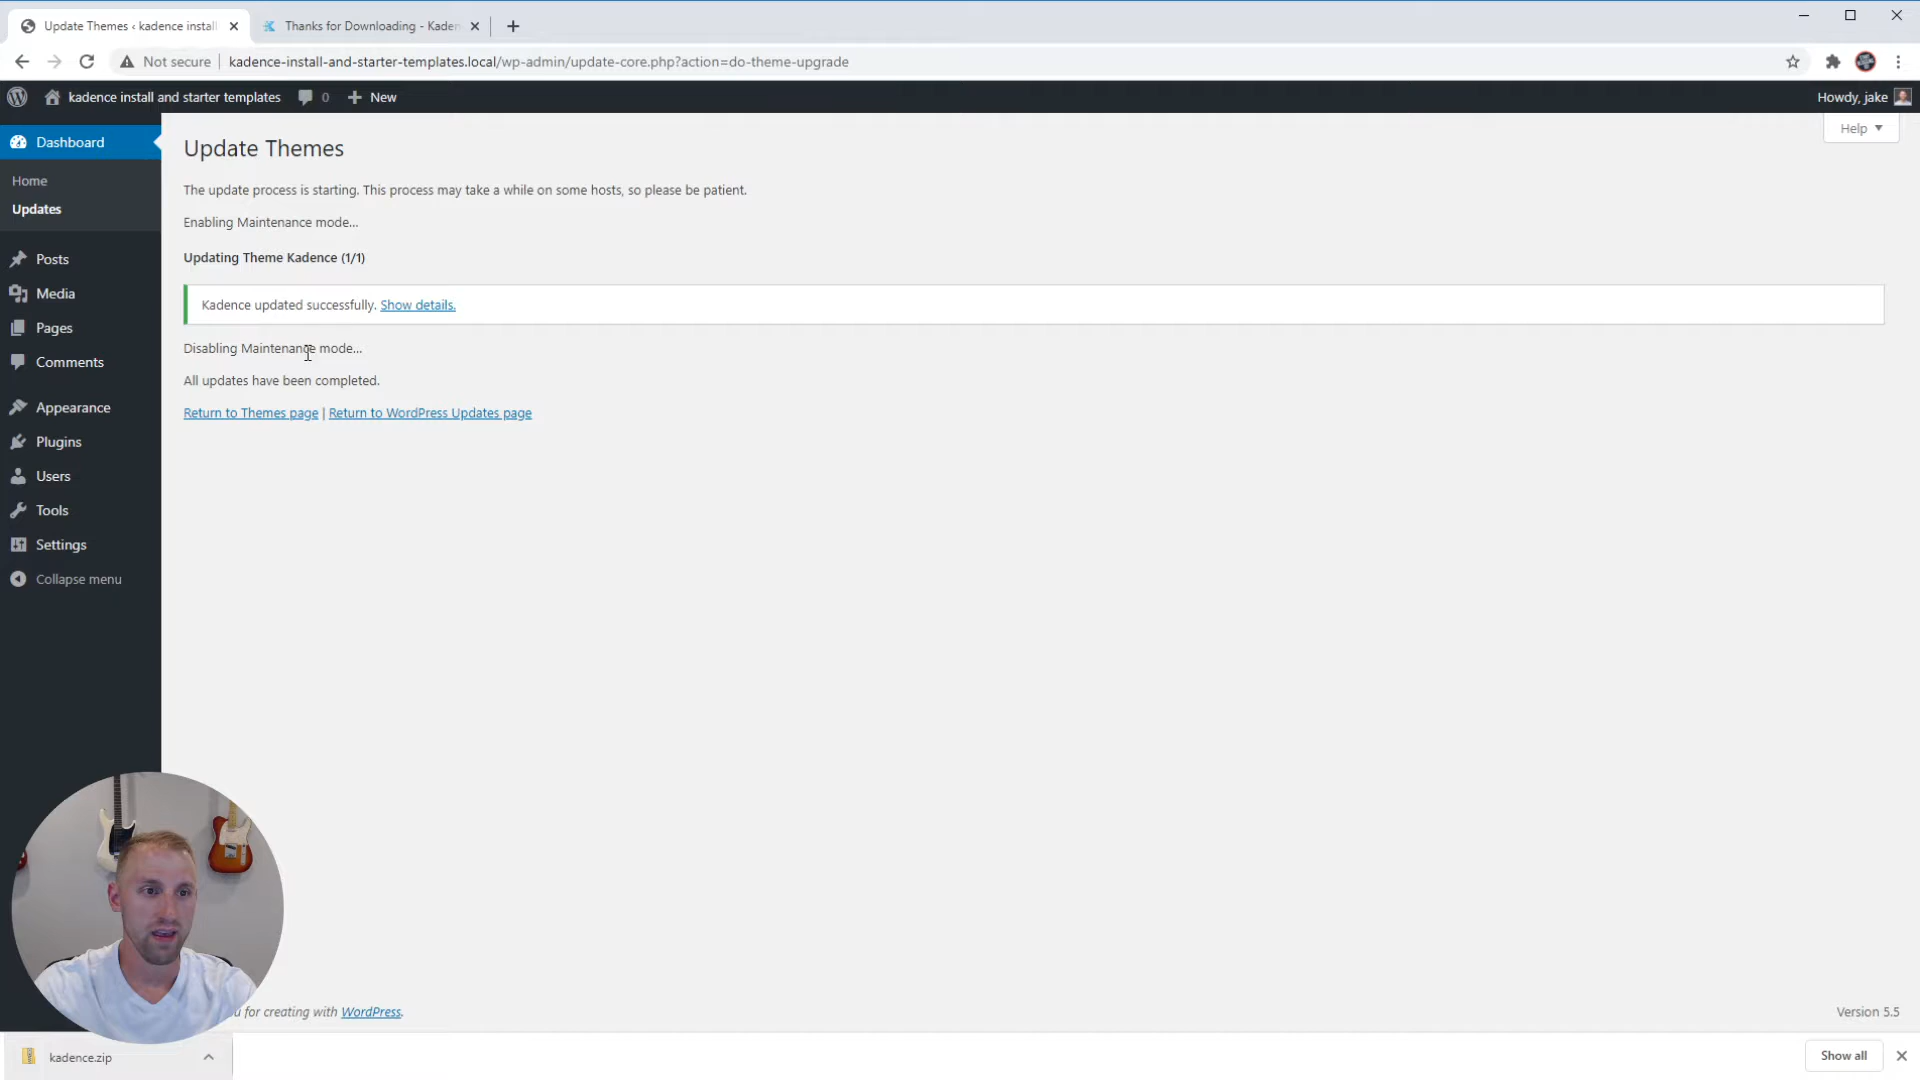 Update Themes ‹ kadence install
Thanks for Downloading - Kaden
Not secure
kadence-install-and-starter-templates.local/wp-admin/update-core.php?action=do-theme-upgrade
kadence install and starter templates
0
New
Howdy, jake
Dashboard
Home
Updates
Posts
Media
Pages
Comments
Appearance
Plugins
Users
Tools
Settings
Collapse menu
Help
Update Themes
The update process is starting. This process may take a while on some hosts, so please be patient.
Enabling Maintenance mode...
Updating Theme Kadence (1/1)
Kadence updated successfully. Show details.
Disabling Maintenance mode...
All updates have been completed.
Return to Themes page | Return to WordPress Updates page
for creating with WordPress.
Version 5.5
kadence.zip
Show all